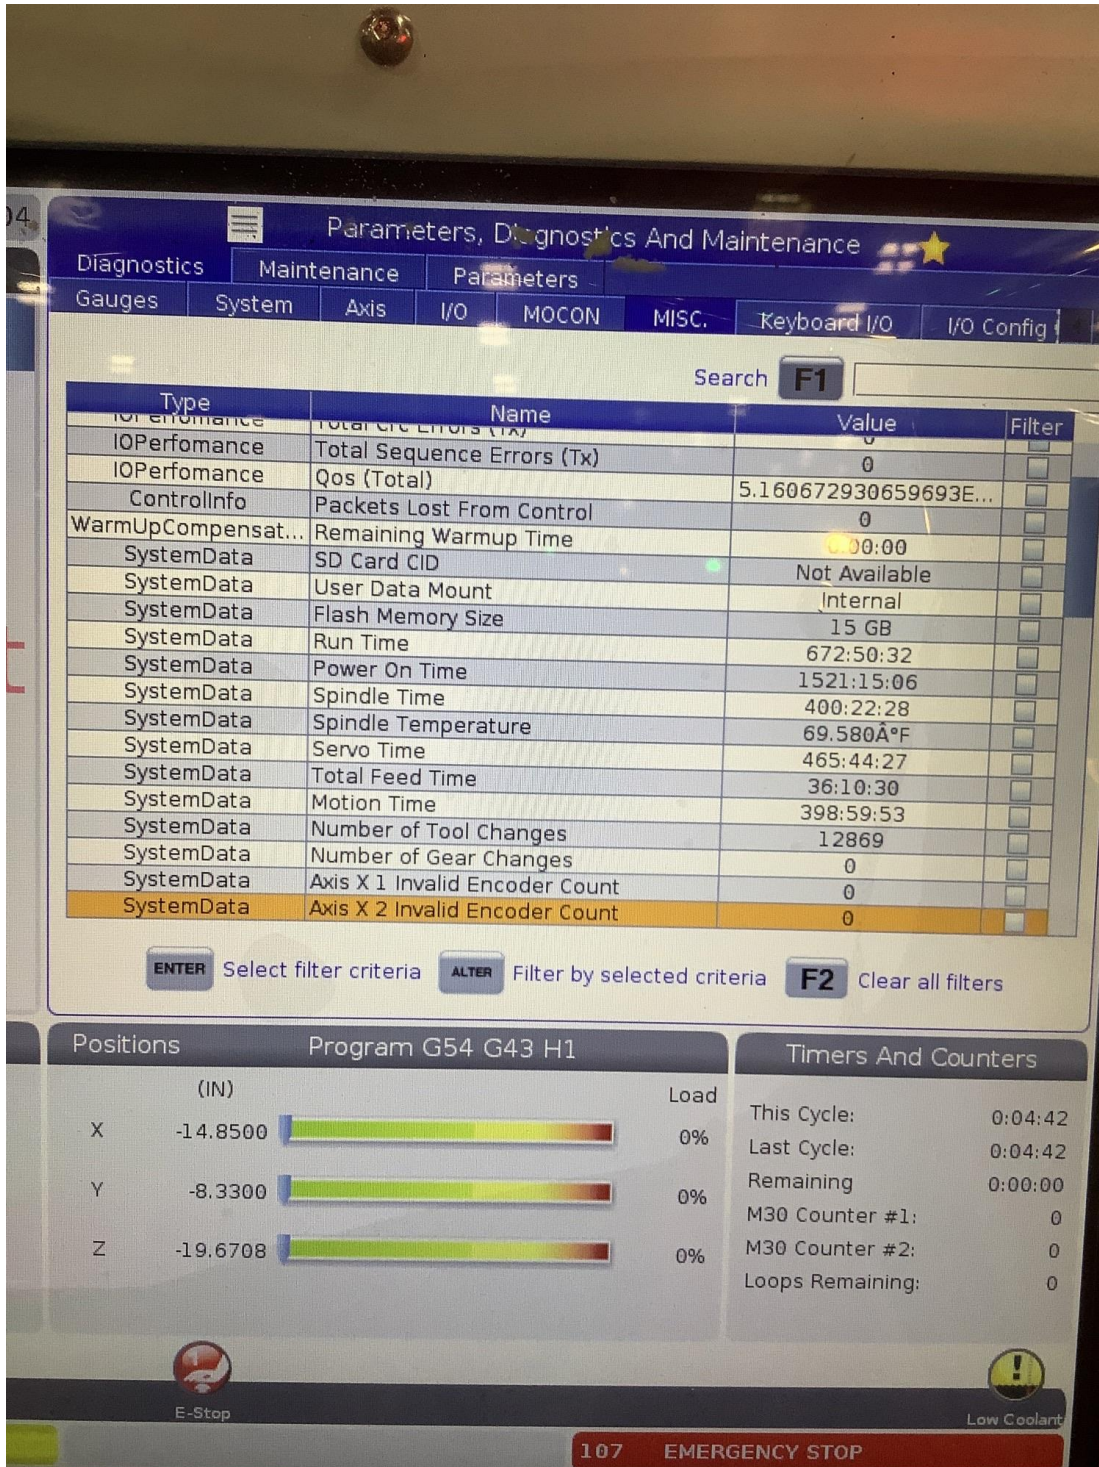 04
Parameters, Diagnostics And Maintenance
Diagnostics Maintenance Parameters
Gauges System Axis I/O MOCON MISC. Keyboard I/O I/O Config
Search F1
Type Name Value Filter
IOPerfomance Total Crc Errors (Tx) 0
IOPerfomance Total Sequence Errors (Tx) 0
IOPerfomance Qos (Total) 5.160672930659693E...
ControlInfo Packets Lost From Control 0
WarmUpCompensat... Remaining Warmup Time 0:00:00
SystemData SD Card CID Not Available
SystemData User Data Mount Internal
SystemData Flash Memory Size 15 GB
SystemData Run Time 672:50:32
SystemData Power On Time 1521:15:06
SystemData Spindle Time 400:22:28
SystemData Spindle Temperature 69.580Â°F
SystemData Servo Time 465:44:27
SystemData Total Feed Time 36:10:30
SystemData Motion Time 398:59:53
SystemData Number of Tool Changes 12869
SystemData Number of Gear Changes 0
SystemData Axis X 1 Invalid Encoder Count 0
SystemData Axis X 2 Invalid Encoder Count 0
ENTER Select filter criteria ALTER Filter by selected criteria F2 Clear all filters
Positions Program G54 G43 H1
(IN) Load
X -14.8500 0%
Y -8.3300 0%
Z -19.6708 0%
Timers And Counters
This Cycle: 0:04:42
Last Cycle: 0:04:42
Remaining 0:00:00
M30 Counter #1: 0
M30 Counter #2: 0
Loops Remaining: 0
E-Stop
Low Coolant
107 EMERGENCY STOP